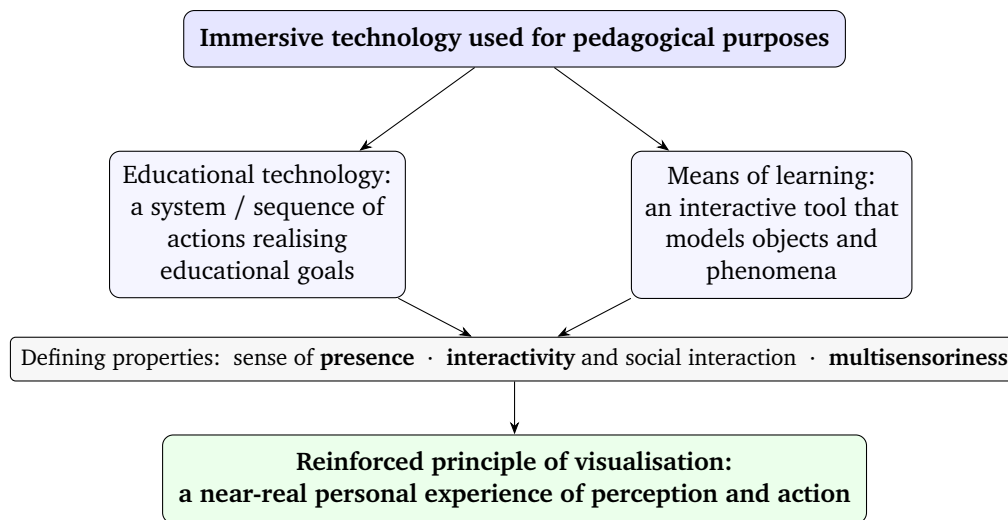 Immersive technology used for pedagogical purposes
Educational technology:
a system / sequence of
actions realising
educational goals
Means of learning:
an interactive tool that
models objects and
phenomena
Defining properties: sense of presence · interactivity and social interaction · multisensoriness
Reinforced principle of visualisation:
a near-real personal experience of perception and action